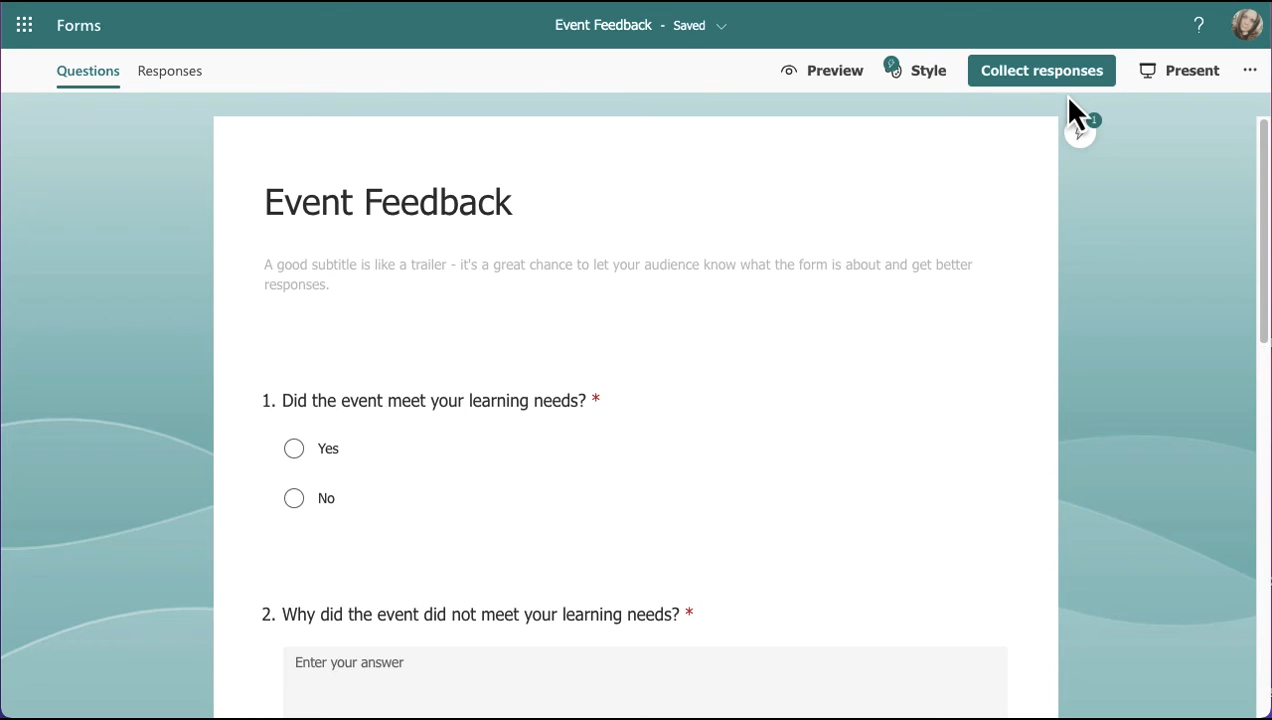 Forms
Event Feedback - Saved
?
Questions Responses
Preview Style Collect responses Present ...
1
Event Feedback
A good subtitle is like a trailer - it's a great chance to let your audience know what the form is about and get better
responses.
1. Did the event meet your learning needs? *
Yes
No
2. Why did the event did not meet your learning needs? *
Enter your answer